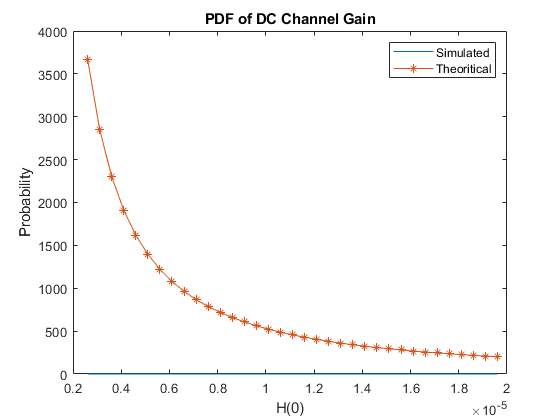 PDF of DC Channel Gain
Simulated
Theoritical
4000
3500
3000
2500
2000
1500
1000
500
0
Probability
0.2 0.4 0.6 0.8 1 1.2 1.4 1.6 1.8 2
H(0)
×10-5